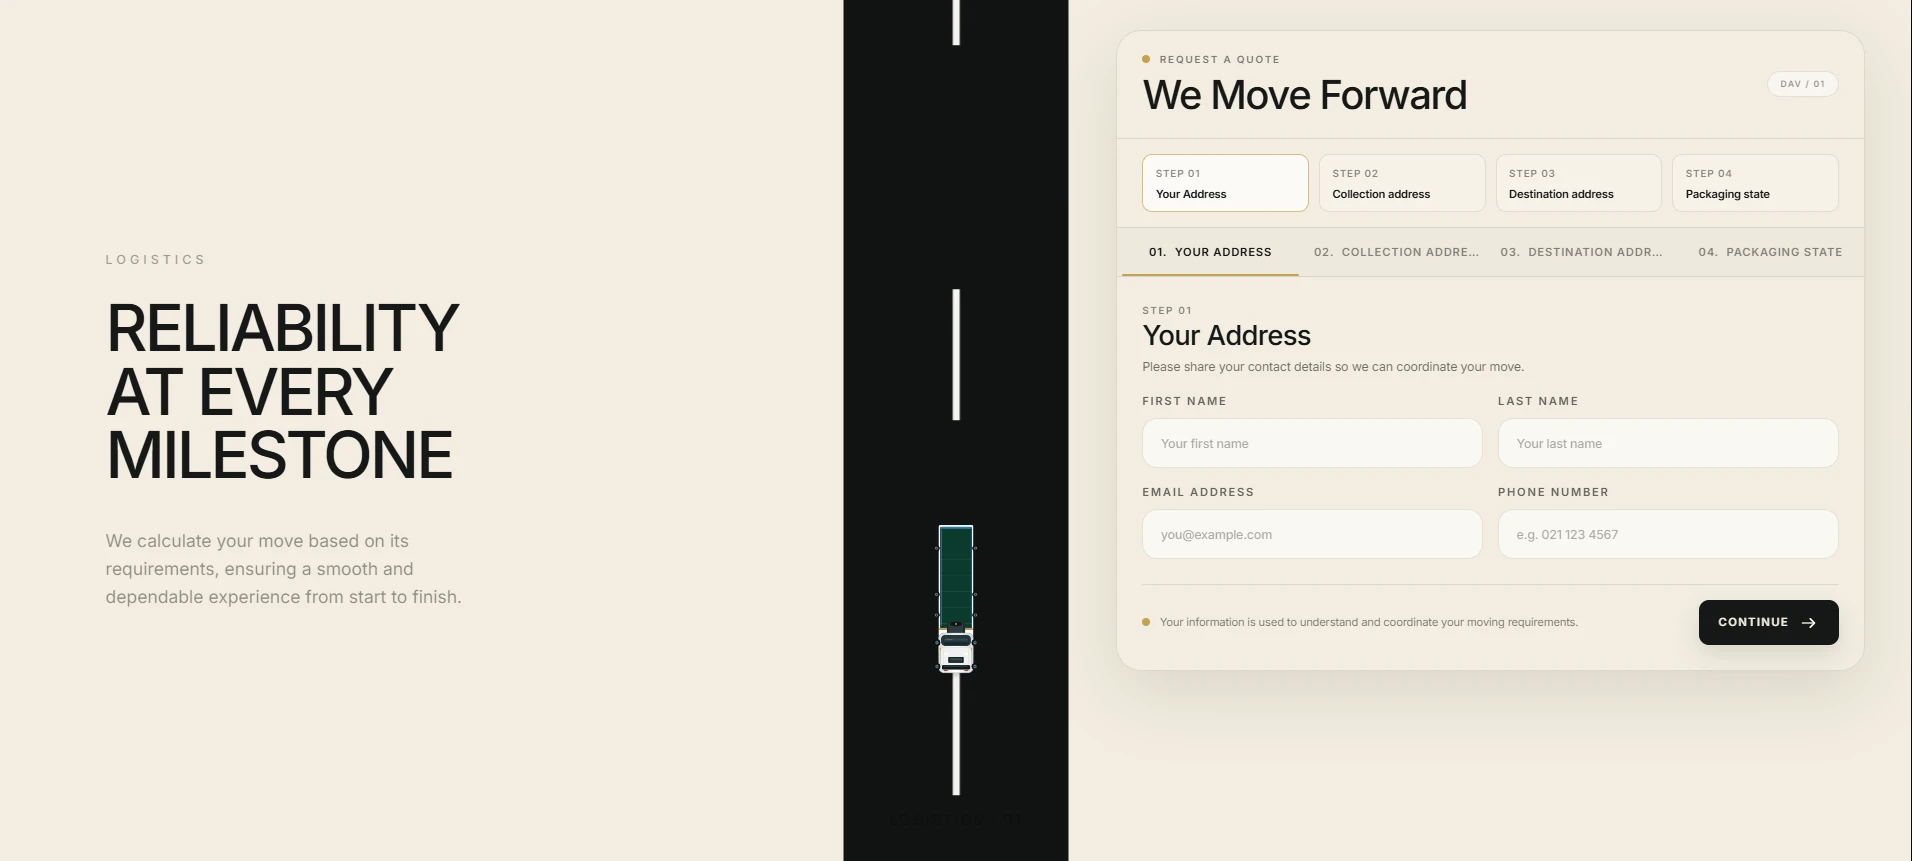 LOGISTICS
RELIABILITY
AT EVERY
MILESTONE
We calculate your move based on its
requirements, ensuring a smooth and
dependable experience from start to finish.
REQUEST A QUOTE
We Move Forward
DAV / 01
STEP 01
Your Address
STEP 02
Collection address
STEP 03
Destination address
STEP 04
Packaging state
01. YOUR ADDRESS
02. COLLECTION ADDRE...
03. DESTINATION ADDR...
04. PACKAGING STATE
STEP 01
Your Address
Please share your contact details so we can coordinate your move.
FIRST NAME
LAST NAME
Your first name
Your last name
EMAIL ADDRESS
PHONE NUMBER
you@example.com
e.g. 021 123 4567
Your information is used to understand and coordinate your moving requirements.
CONTINUE